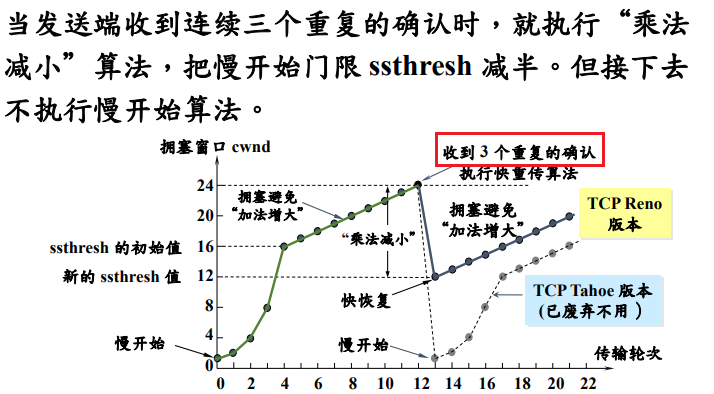 当发送端收到连续三个重复的确认时，就执行“乘法
减小”算法，把慢开始门限 ssthresh 减半。但接下去
不执行慢开始算法。
拥塞窗口 cwnd
收到 3 个重复的确认
执行快重传算法
24
20
16
12
8
4
0
拥塞避免
“加法增大”
“乘法减小”
拥塞避免
“加法增大”
TCP Reno
版本
ssthresh 的初始值
新的 ssthresh 值
快恢复
TCP Tahoe 版本
(已废弃不用)
慢开始
慢开始
传输轮次
0 2 4 6 8 10 12 14 16 18 20 22